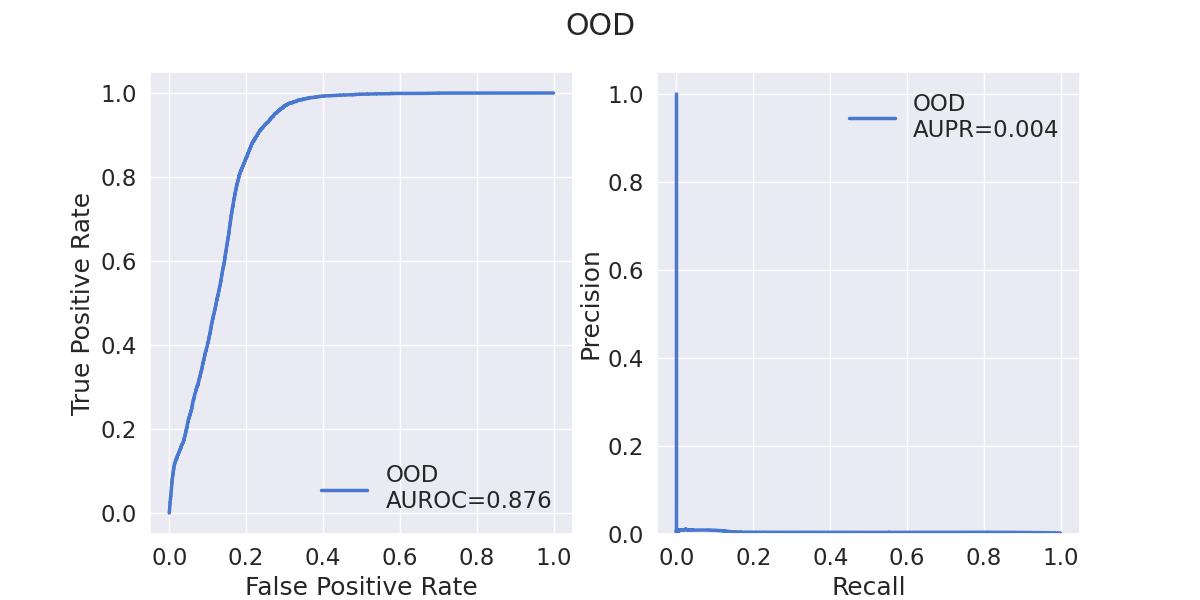 OOD
True Positive Rate
1.0
0.8
0.6
0.4
0.2
0.0
OOD
AUROC=0.876
0.0 0.2 0.4 0.6 0.8 1.0
False Positive Rate
Precision
1.0
0.8
0.6
0.4
0.2
0.0
OOD
AUPR=0.004
0.0 0.2 0.4 0.6 0.8 1.0
Recall